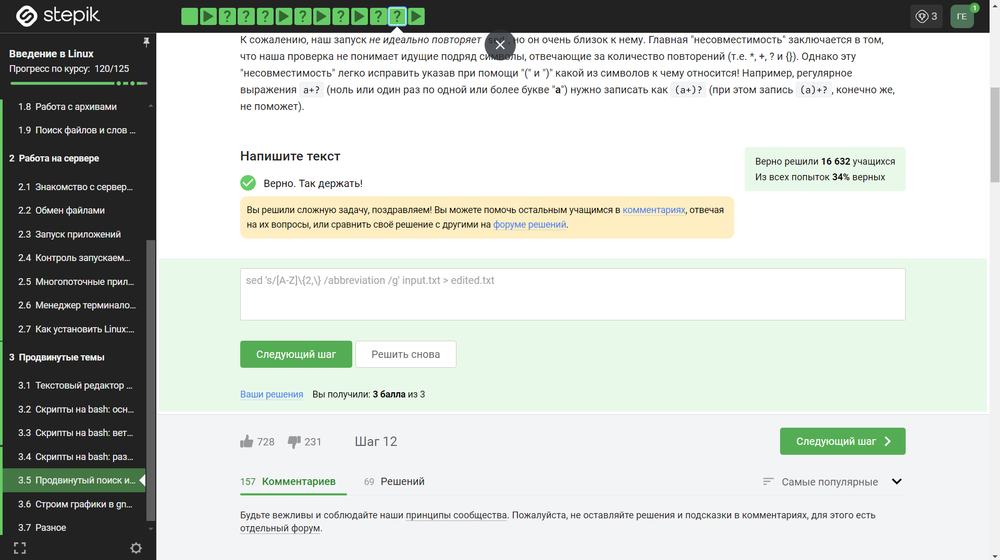 stepik
? ? ? ? ? ? ?
3
ГЕ
1
Введение в Linux
Прогресс по курсу: 120/125
1.8 Работа с архивами
1.9 Поиск файлов и слов ...
2 Работа на сервере
2.1 Знакомство с сервер...
2.2 Обмен файлами
2.3 Запуск приложений
2.4 Контроль запускаем...
2.5 Многопоточные прил...
2.6 Менеджер терминало...
2.7 Как установить Linux:...
3 Продвинутые темы
3.1 Текстовый редактор ...
3.2 Скрипты на bash: осн...
3.3 Скрипты на bash: вет...
3.4 Скрипты на bash: раз...
3.5 Продвинутый поиск и...
3.6 Строим графики в gn...
3.7 Разное
К сожалению, наш запуск не идеально повторяет sed, но он очень близок к нему. Главная "несовместимость" заключается в том,
что наша проверка не понимает идущие подряд символы, отвечающие за количество повторений (т.е. *, +, ? и {}). Однако эту
"несовместимость" легко исправить указав при помощи "(" и ")" какой из символов к чему относится! Например, регулярное
выражения a+? (ноль или один раз по одной или более букве "a") нужно записать как (a+)? (при этом запись (a)+?, конечно же,
не поможет).
Напишите текст
Верно. Так держать!
Верно решили 16 632 учащихся
Из всех попыток 34% верных
Вы решили сложную задачу, поздравляем! Вы можете помочь остальным учащимся в комментариях, отвечая
на их вопросы, или сравнить своё решение с другими на форуме решений.
sed 's/[A-Z]\{2,\} /abbreviation /g' input.txt > edited.txt
Следующий шаг
Решить снова
Ваши решения Вы получили: 3 балла из 3
728 231 Шаг 12
Следующий шаг
157 Комментариев 69 Решений
Самые популярные
Будьте вежливы и соблюдайте наши принципы сообщества. Пожалуйста, не оставляйте решения и подсказки в комментариях, для этого есть
отдельный форум.